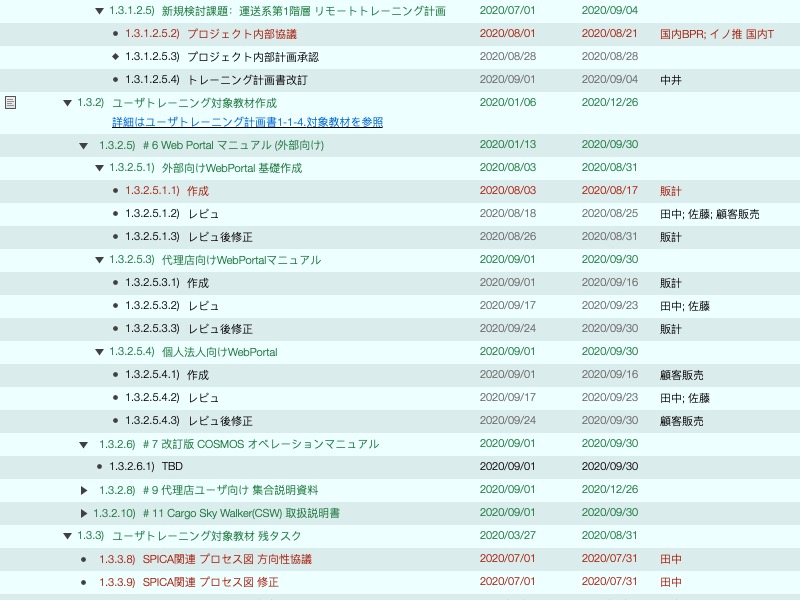 1.3.1.2.5) 新規検討課題：運送系第1階層 リモートトレーニング計画 2020/07/01 2020/09/04
1.3.1.2.5.2) プロジェクト内部協議 2020/08/01 2020/08/21 国内BPR; イノ推 国内T
1.3.1.2.5.3) プロジェクト内部計画承認 2020/08/28 2020/08/28
1.3.1.2.5.4) トレーニング計画書改訂 2020/09/01 2020/09/04 中井
1.3.2) ユーザトレーニング対象教材作成 2020/01/06 2020/12/26
詳細はユーザトレーニング計画書1-1-4.対象教材を参照
1.3.2.5) # 6 Web Portal マニュアル (外部向け) 2020/01/13 2020/09/30
1.3.2.5.1) 外部向けWebPortal 基礎作成 2020/08/03 2020/08/31
1.3.2.5.1.1) 作成 2020/08/03 2020/08/17 販計
1.3.2.5.1.2) レビュ 2020/08/18 2020/08/25 田中; 佐藤; 顧客販売
1.3.2.5.1.3) レビュ後修正 2020/08/26 2020/08/31 販計
1.3.2.5.3) 代理店向けWebPortalマニュアル 2020/09/01 2020/09/30
1.3.2.5.3.1) 作成 2020/09/01 2020/09/16 販計
1.3.2.5.3.2) レビュ 2020/09/17 2020/09/23 田中; 佐藤
1.3.2.5.3.3) レビュ後修正 2020/09/24 2020/09/30 販計
1.3.2.5.4) 個人法人向けWebPortal 2020/09/01 2020/09/30
1.3.2.5.4.1) 作成 2020/09/01 2020/09/16 顧客販売
1.3.2.5.4.2) レビュ 2020/09/17 2020/09/23 田中; 佐藤
1.3.2.5.4.3) レビュ後修正 2020/09/24 2020/09/30 顧客販売
1.3.2.6) # 7 改訂版 COSMOS オペレーションマニュアル 2020/09/01 2020/09/30
1.3.2.6.1) TBD 2020/09/01 2020/09/30
1.3.2.8) # 9 代理店ユーザ向け 集合説明資料 2020/09/01 2020/12/26
1.3.2.10) # 11 Cargo Sky Walker(CSW) 取扱説明書 2020/09/01 2020/09/30
1.3.3) ユーザトレーニング対象教材 残タスク 2020/03/27 2020/08/31
1.3.3.8) SPICA関連 プロセス図 方向性協議 2020/07/01 2020/07/31 田中
1.3.3.9) SPICA関連 プロセス図 修正 2020/07/01 2020/07/31 田中